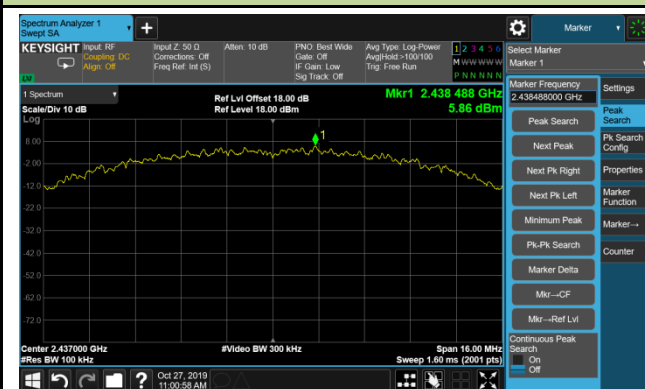 Spectrum Analyzer 1
Swept SA
+
Marker
KEYSIGHT
Input: RF
Coupling: DC
Align: Off
Input Z: 50 Ω
Corrections: Off
Freq Ref: Int (S)
Atten: 10 dB
PNO: Best Wide
Gate: Off
IF Gain: Low
Sig Track: Off
Avg Type: Log-Power
Avg|Hold >100/100
Trig: Free Run
1 2 3 4 5 6
M W W W W W
P N N N N N
Select Marker
Marker 1
1 Spectrum
Scale/Div 10 dB
Log
Ref Lvl Offset 18.00 dB
Ref Level 18.00 dBm
Mkr1 2.438 488 GHz
5.86 dBm
1
8.00
-2.00
-12.0
-22.0
-32.0
-42.0
-52.0
-62.0
-72.0
Center 2.437000 GHz
#Res BW 100 kHz
#Video BW 300 kHz
Span 16.00 MHz
Sweep 1.60 ms (2001 pts)
Marker Frequency
2.438488000 GHz
Peak Search
Next Peak
Next Pk Right
Next Pk Left
Minimum Peak
Pk-Pk Search
Marker Delta
Mkr→CF
Mkr→Ref Lvl
Continuous Peak
Search
On
Off
Settings
Peak
Search
Pk Search
Config
Properties
Marker
Function
Marker→
Counter
?
Oct 27, 2019
11:00:58 AM